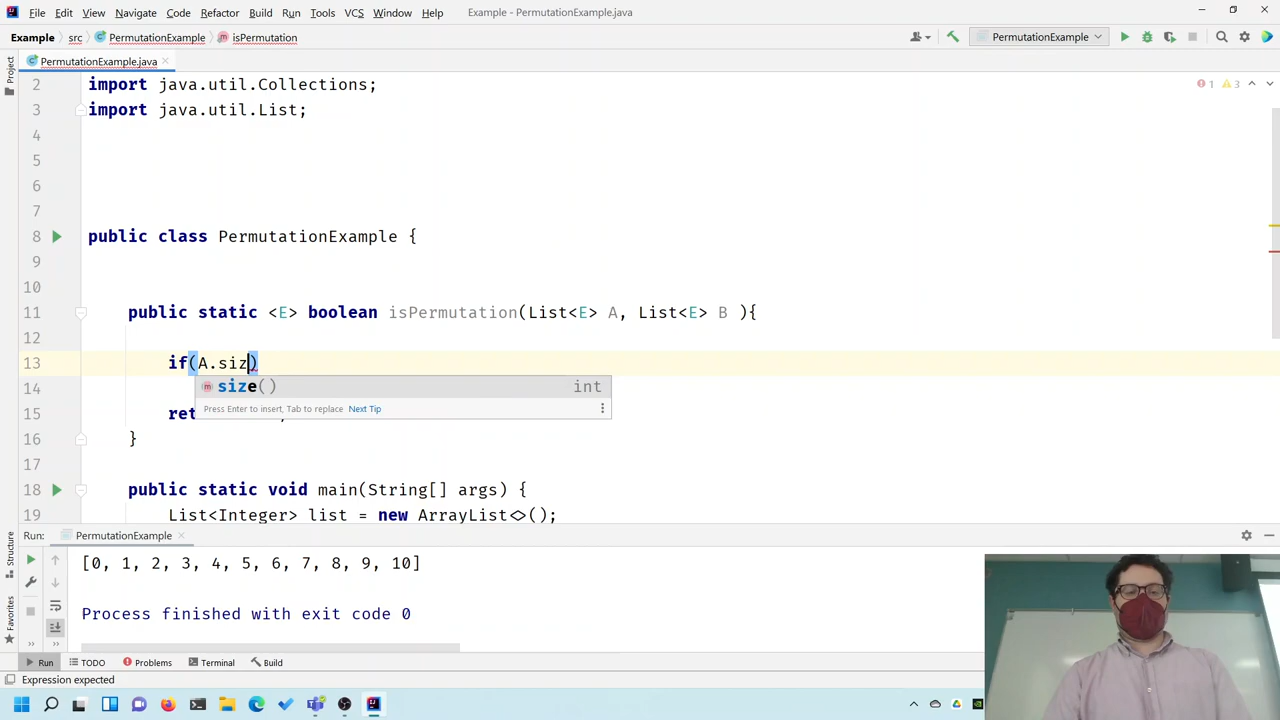 File Edit View Navigate Code Refactor Build Run Tools VCS Window Help Example - PermutationExample.java
Example src PermutationExample isPermutation PermutationExample
PermutationExample.java
Project
2 import java.util.Collections; 1 3
3 import java.util.List;
4
5
6
7
8 public class PermutationExample {
9
10
11 public static <E> boolean isPermutation(List<E> A, List<E> B ){
12
13 if(A.siz)
14 size() int
Press Enter to insert, Tab to replace Next Tip
15 ret ;
16 }
17
18 public static void main(String[] args) {
19 List<Integer> list = new ArrayList<>();
Run: PermutationExample
Structure
[0, 1, 2, 3, 4, 5, 6, 7, 8, 9, 10]
Process finished with exit code 0
Favorites
Run TODO Problems Terminal Build
Expression expected